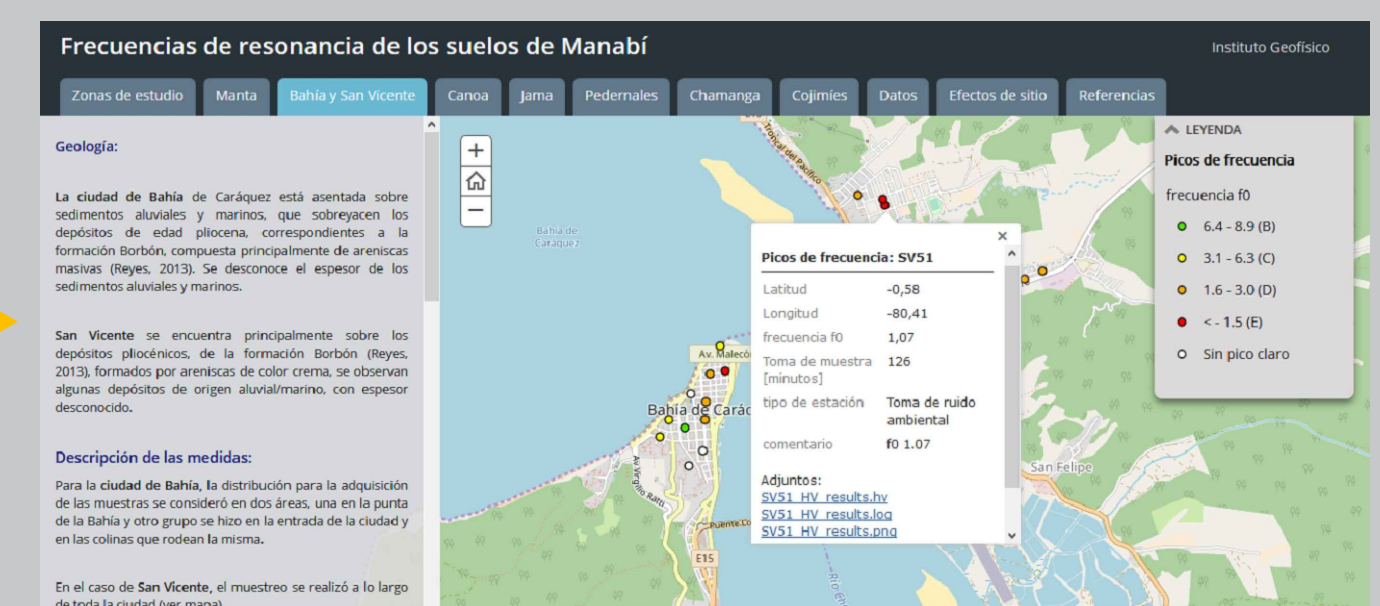 Frecuencias de resonancia de los suelos de Manabí
Instituto Geofísico
Zonas de estudio
Manta
Bahía y San Vicente
Canoa
Jama
Pedernales
Chamanga
Cojimíes
Datos
Efectos de sitio
Referencias
Geología:
La ciudad de Bahía de Caráquez está asentada sobre
sedimentos aluviales y marinos, que sobreyacen los
depósitos de edad pliocena, correspondientes a la
formación Borbón, compuesta principalmente de areniscas
masivas (Reyes, 2013). Se desconoce el espesor de los
sedimentos aluviales y marinos.
San Vicente se encuentra principalmente sobre los
depósitos pliocénicos, de la formación Borbón (Reyes,
2013), formados por areniscas de color crema, se observan
algunas depósitos de origen aluvial/marino, con espesor
desconocido.
Descripción de las medidas:
Para la ciudad de Bahía, la distribución para la adquisición
de las muestras se consideró en dos áreas, una en la punta
de la Bahía y otro grupo se hizo en la entrada de la ciudad y
en las colinas que rodean la misma.
En el caso de San Vicente, el muestreo se realizó a lo largo
de toda la ciudad (ver mapa)
+
−
Bahía de
Caráquez
Troncal del Pacífico
Av. Malecó
Bahía de Carác
Av Virgilio Ratti
Puente Lo
E15
San Felipe
Picos de frecuencia: SV51
Latitud -0,58
Longitud -80,41
frecuencia f0 1,07
Toma de muestra 126
[minutos]
tipo de estación Toma de ruido
ambiental
comentario f0 1.07
Adjuntos:
SV51_HV_results.hv
SV51_HV_results.log
SV51_HV_results.png
LEYENDA
Picos de frecuencia
frecuencia f0
6.4 - 8.9 (B)
3.1 - 6.3 (C)
1.6 - 3.0 (D)
< - 1.5 (E)
Sin pico claro